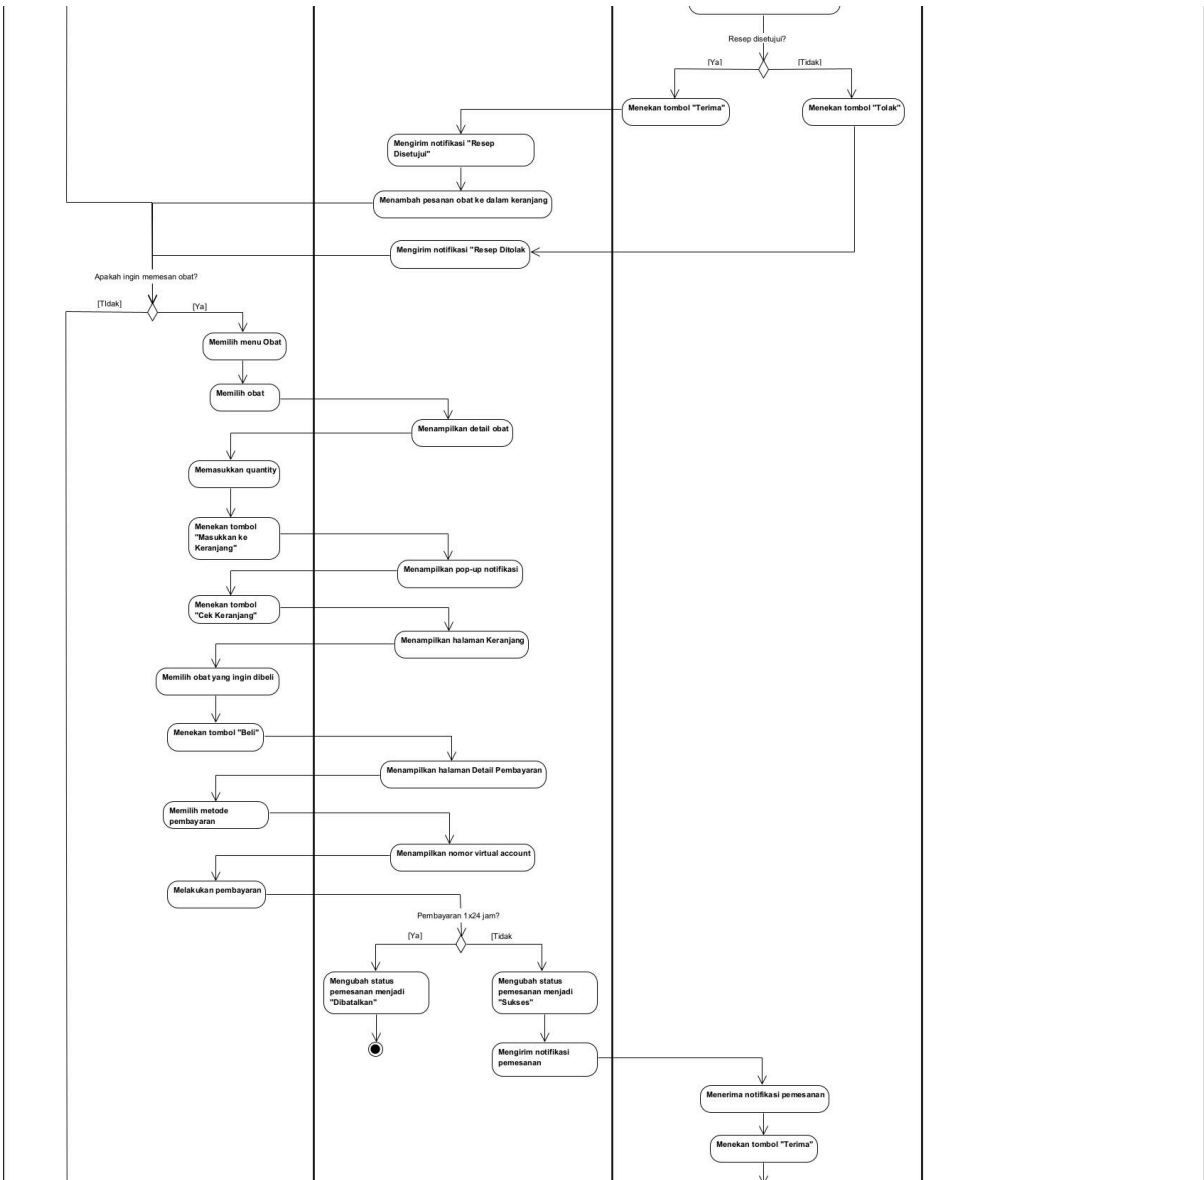 Resep disetujui?
[Ya]
[Tidak]
Menekan tombol "Terima"
Menekan tombol "Tolak"
Mengirim notifikasi "Resep
Disetujui"
Menambah pesanan obat ke dalam keranjang
Mengirim notifikasi "Resep Ditolak
Apakah ingin memesan obat?
[TIdak]
[Ya]
Memilih menu Obat
Memilih obat
Menampilkan detail obat
Memasukkan quantity
Menekan tombol
"Masukkan ke
Keranjang"
Menampilkan pop-up notifikasi
Menekan tombol
"Cek Keranjang"
Menampilkan halaman Keranjang
Memilih obat yang ingin dibeli
Menekan tombol "Beli"
Menampilkan halaman Detail Pembayaran
Memilih metode
pembayaran
Menampilkan nomor virtual account
Melakukan pembayaran
Pembayaran 1x24 jam?
[Ya]
[Tidak
Mengubah status
pemesanan menjadi
"Dibatalkan"
Mengubah status
pemesanan menjadi
"Sukses"
Mengirim notifikasi
pemesanan
Menerima notifikasi pemesanan
Menekan tombol "Terima"